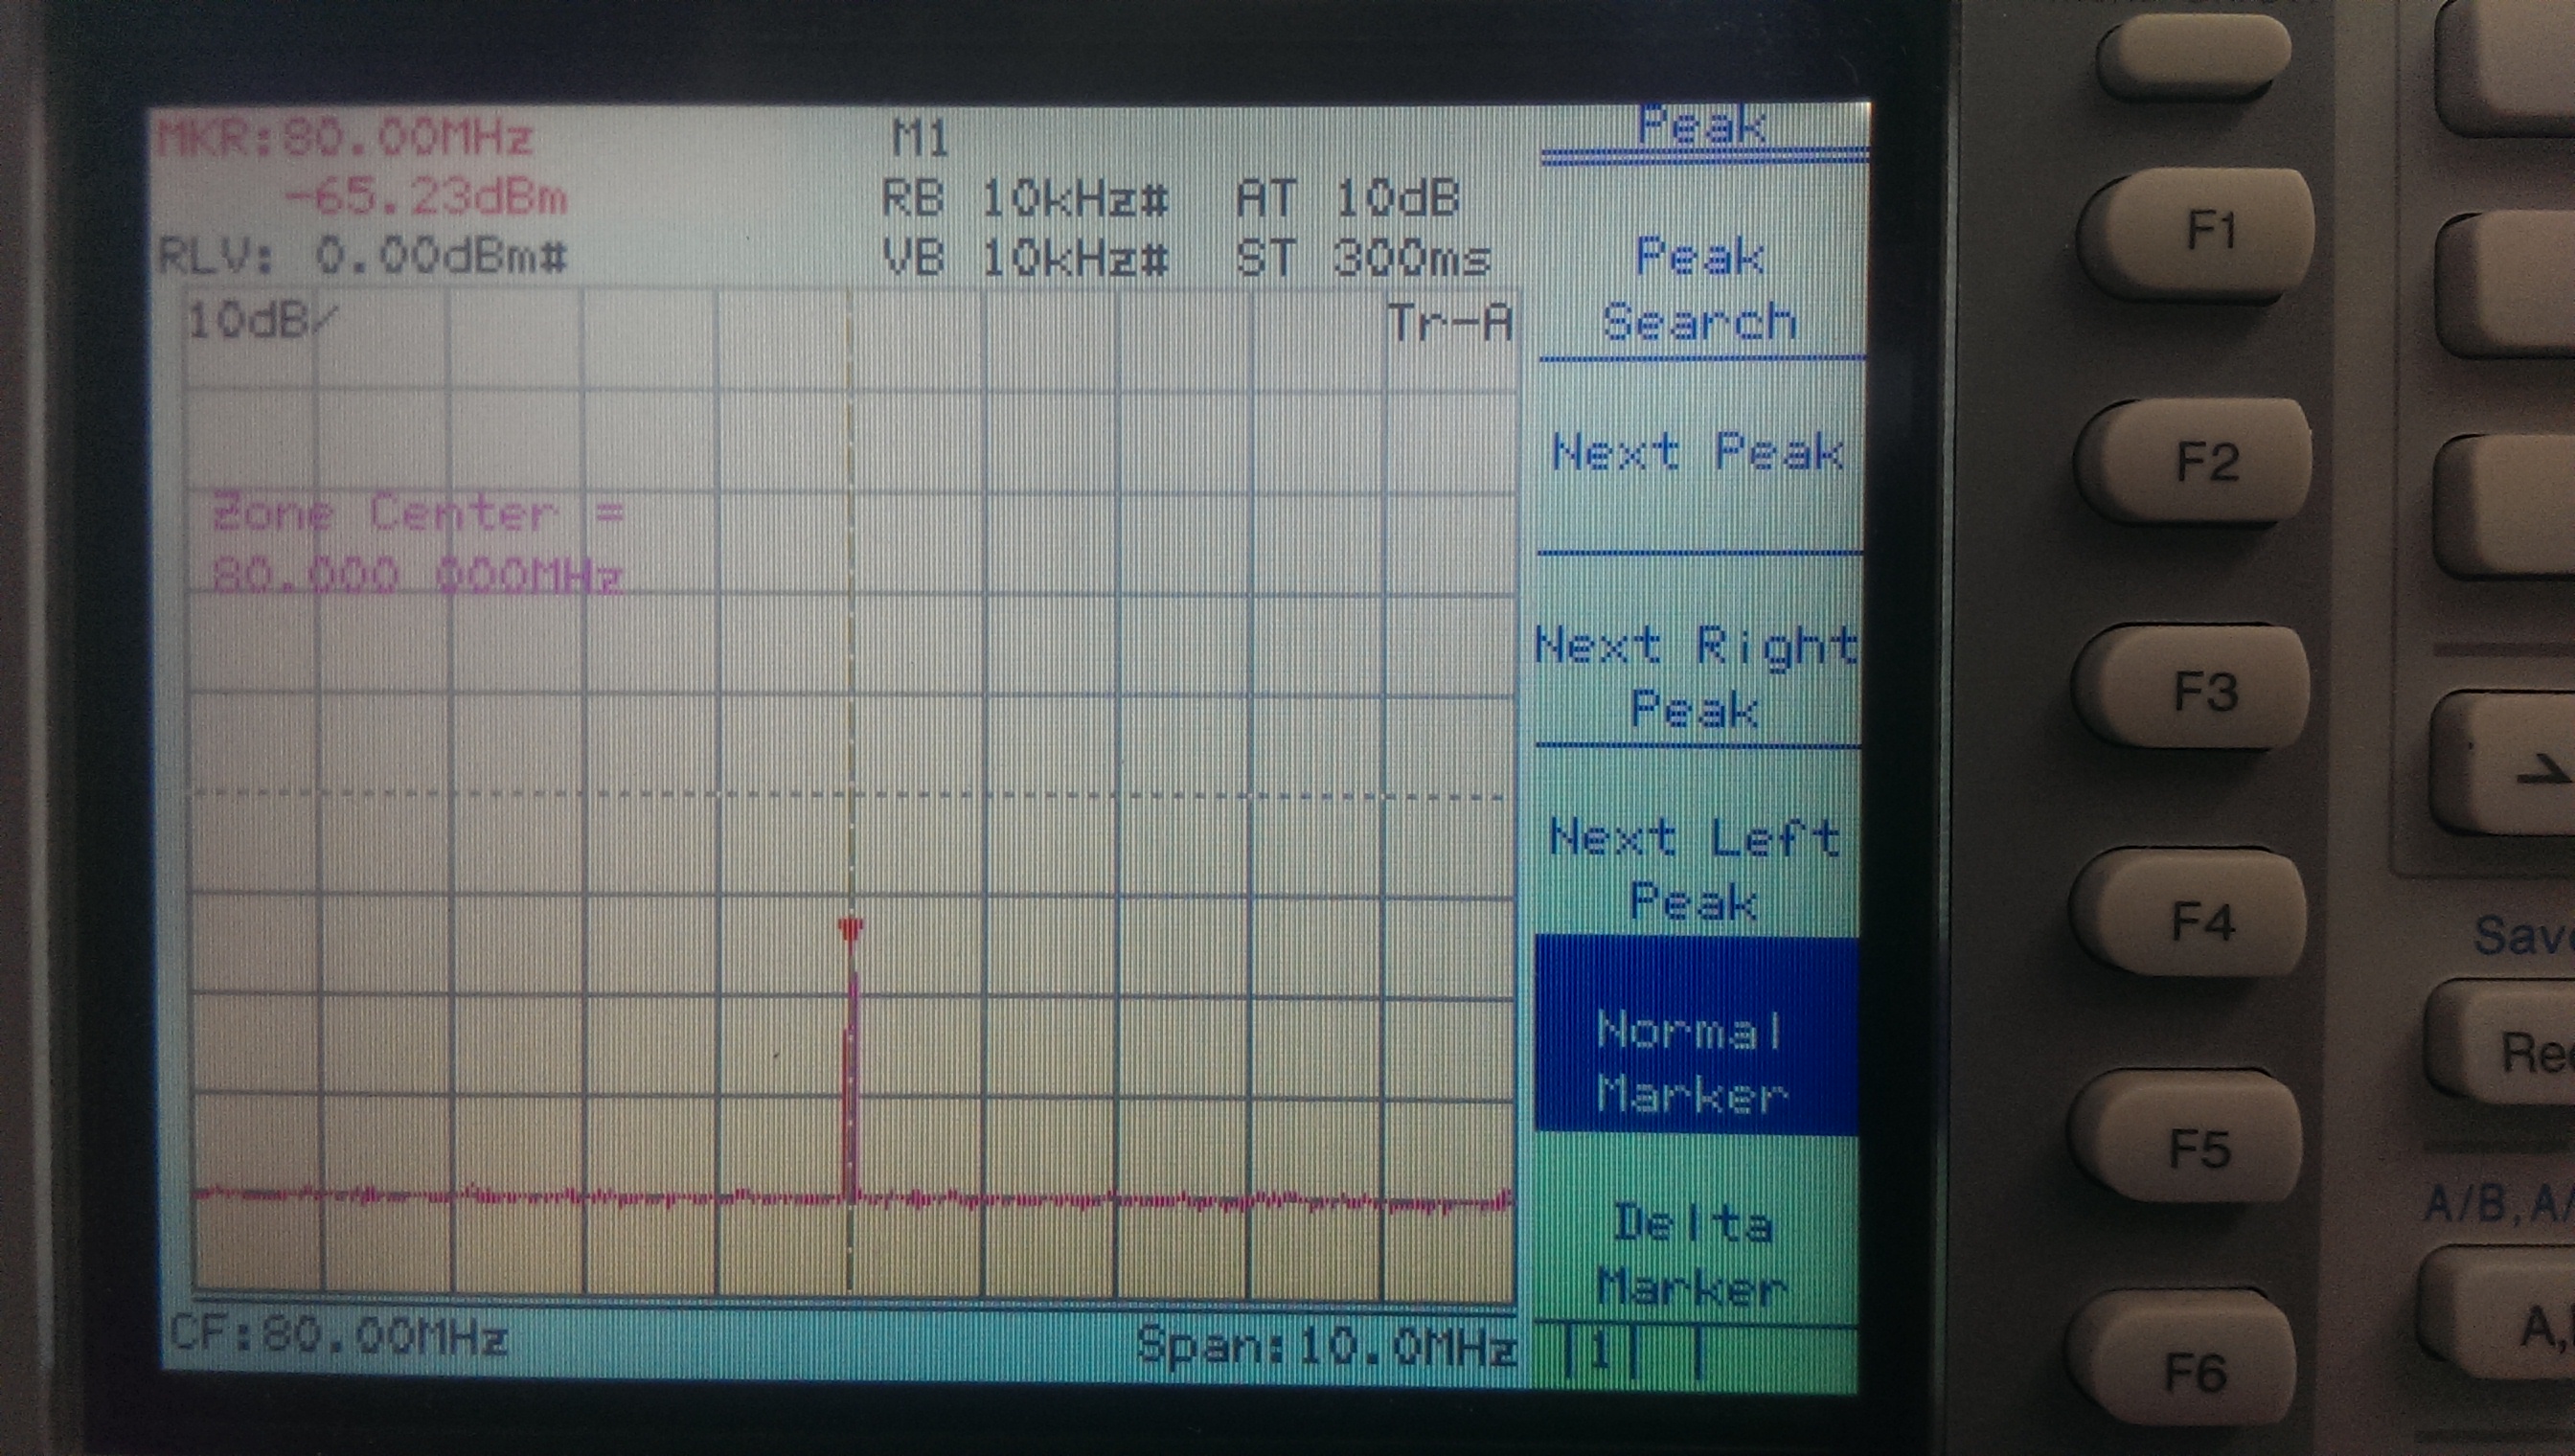 MKR:80.00MHz
-65.23dBm
RLV: 0.00dBm#
M1
RB 10kHz# AT 10dB
VB 10kHz# ST 300ms
10dB/
Tr-A
Zone Center =
80.000 000MHz
CF:80.00MHz
Span:10.0MHz
Peak
Peak
Search
Next Peak
Next Right
Peak
Next Left
Peak
Normal
Marker
Delta
Marker
1
F1
F2
F3
F4
F5
F6
Sav
Re
A/B,A/
A,